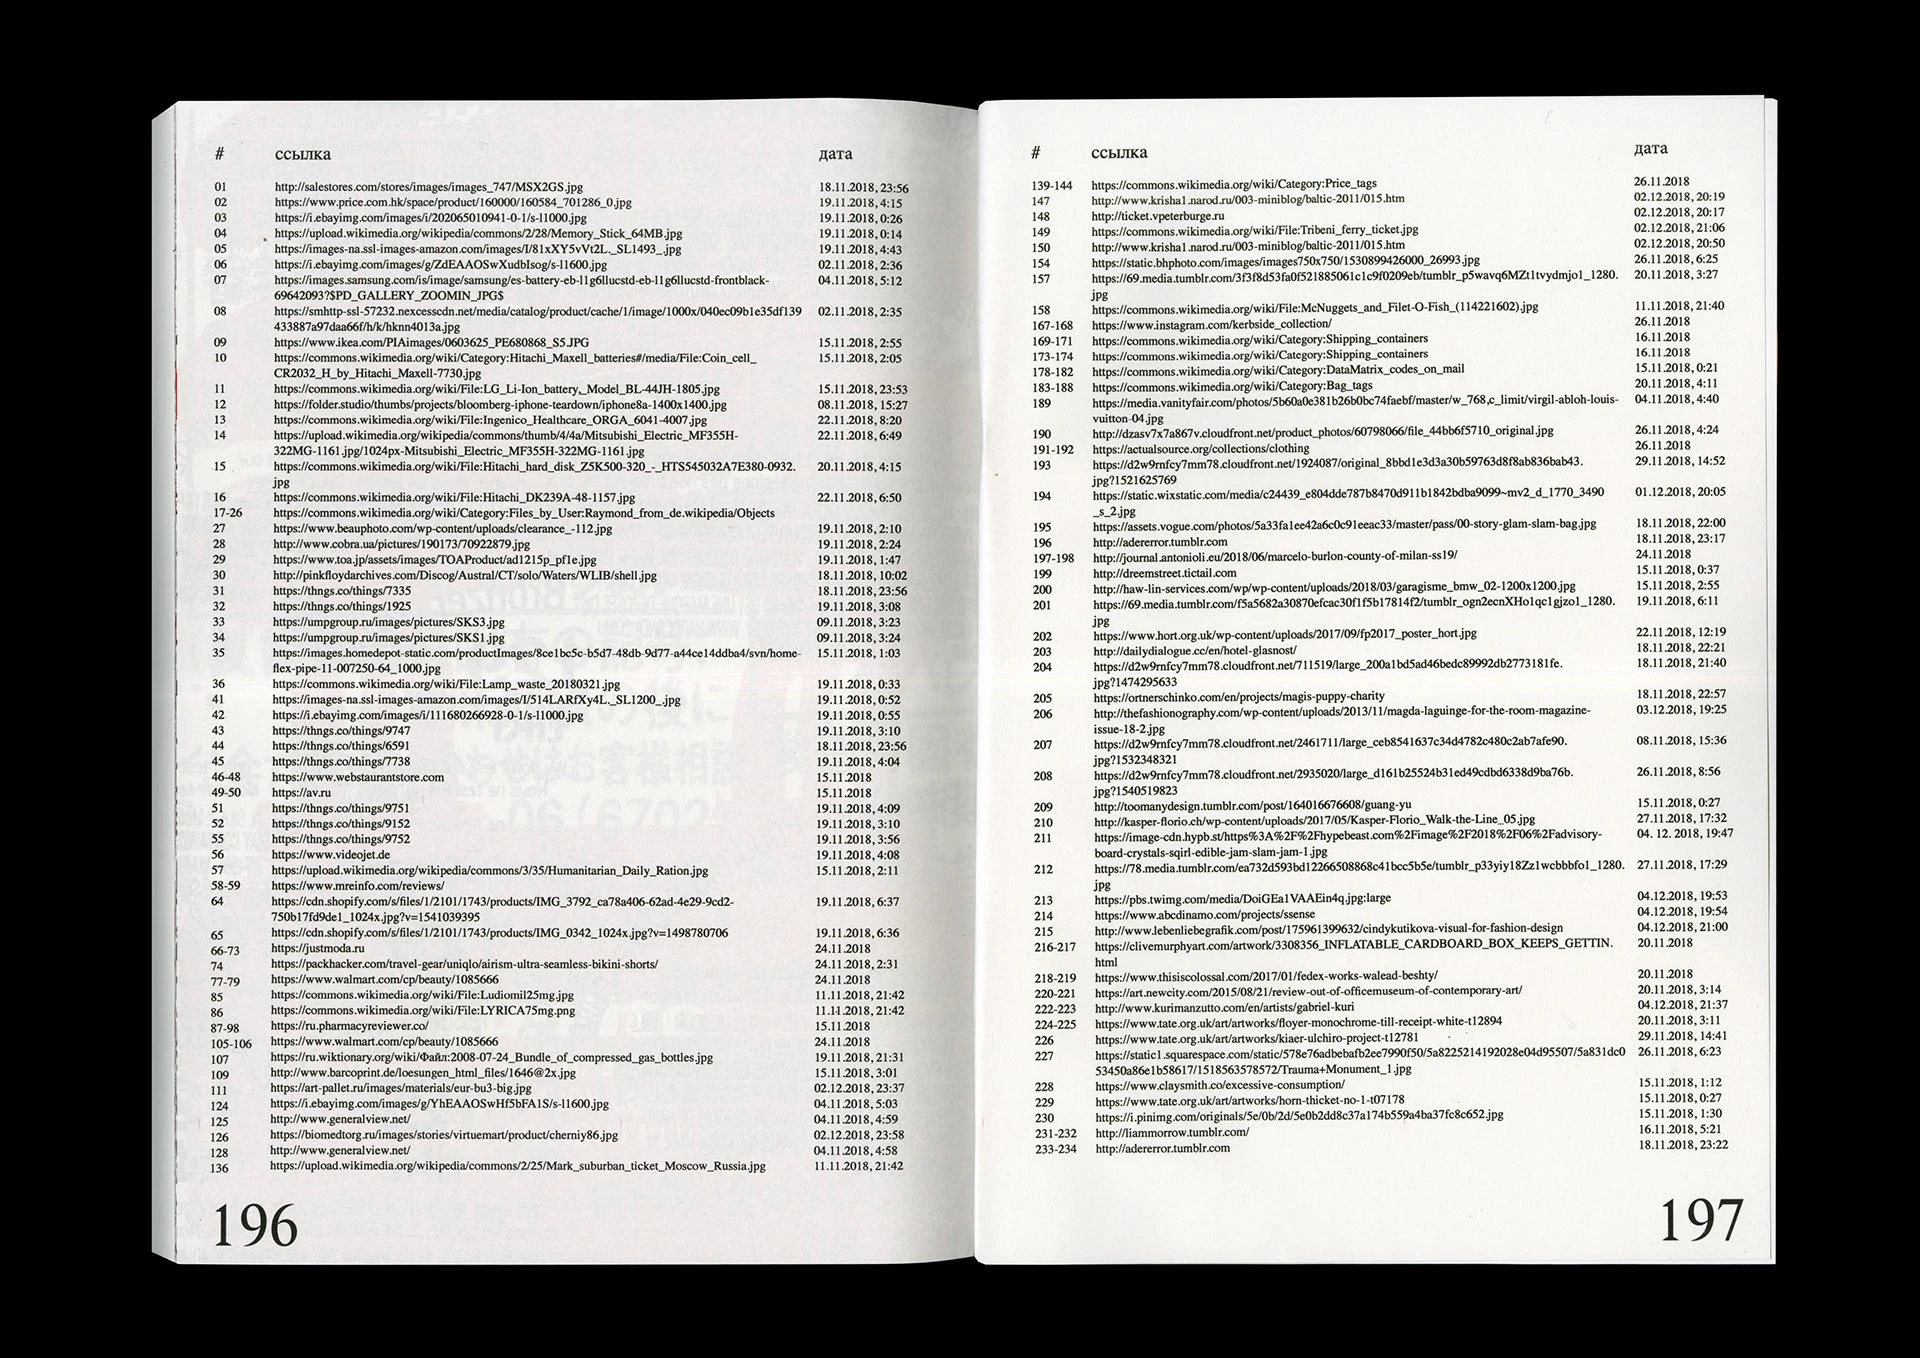 # ссылка дата
01 http://salestores.com/stores/images/images_747/MSX2GS.jpg 18.11.2018, 23:56
02 https://www.price.com.hk/space/product/160000/160584_701286_0.jpg 19.11.2018, 4:15
03 https://i.ebayimg.com/images/i/202065010941-0-1/s-l1000.jpg 19.11.2018, 0:26
04 https://upload.wikimedia.org/wikipedia/commons/2/28/Memory_Stick_64MB.jpg 19.11.2018, 0:14
05 https://images-na.ssl-images-amazon.com/images/I/81xXY5vVt2L._SL1493_.jpg 19.11.2018, 4:43
06 https://i.ebayimg.com/images/g/ZdEAAOSwXudbIsog/s-l1600.jpg 02.11.2018, 2:36
07 https://images.samsung.com/is/image/samsung/es-battery-eb-l1g6llucstd-eb-l1g6llucstd-frontblack- 04.11.2018, 5:12
69642093?$PD_GALLERY_ZOOMIN_JPG$
08 https://smhttp-ssl-57232.nexcesscdn.net/media/catalog/product/cache/1/image/1000x/040ec09b1e35df139 02.11.2018, 2:35
433887a97daa66f/h/k/hknn4013a.jpg
09 https://www.ikea.com/PIAimages/0603625_PE680868_S5.JPG 15.11.2018, 2:55
10 https://commons.wikimedia.org/wiki/Category:Hitachi_Maxell_batteries#/media/File:Coin_cell_ 15.11.2018, 2:05
CR2032_H_by_Hitachi_Maxell-7730.jpg
11 https://commons.wikimedia.org/wiki/File:LG_Li-Ion_battery,_Model_BL-44JH-1805.jpg 15.11.2018, 23:53
12 https://folder.studio/thumbs/projects/bloomberg-iphone-teardown/iphone8a-1400x1400.jpg 08.11.2018, 15:27
13 https://commons.wikimedia.org/wiki/File:Ingenico_Healthcare_ORGA_6041-4007.jpg 22.11.2018, 8:20
14 https://upload.wikimedia.org/wikipedia/commons/thumb/4/4a/Mitsubishi_Electric_MF355H- 22.11.2018, 6:49
322MG-1161.jpg/1024px-Mitsubishi_Electric_MF355H-322MG-1161.jpg
15 https://commons.wikimedia.org/wiki/File:Hitachi_hard_disk_Z5K500-320_-_HTS545032A7E380-0932. 20.11.2018, 4:15
jpg
16 https://commons.wikimedia.org/wiki/File:Hitachi_DK239A-48-1157.jpg 22.11.2018, 6:50
17-26 https://commons.wikimedia.org/wiki/Category:Files_by_User:Raymond_from_de.wikipedia/Objects
27 https://www.beauphoto.com/wp-content/uploads/clearance_-112.jpg 19.11.2018, 2:10
28 http://www.cobra.ua/pictures/190173/70922879.jpg 19.11.2018, 2:24
29 https://www.toa.jp/assets/images/TOAProduct/ad1215p_pf1e.jpg 19.11.2018, 1:47
30 http://pinkfloydarchives.com/Discog/Austral/CT/solo/Waters/WLIB/shell.jpg 18.11.2018, 10:02
31 https://thngs.co/things/7335 18.11.2018, 23:56
32 https://thngs.co/things/1925 19.11.2018, 3:08
33 https://umpgroup.ru/images/pictures/SKS3.jpg 09.11.2018, 3:23
34 https://umpgroup.ru/images/pictures/SKS1.jpg 09.11.2018, 3:24
35 https://images.homedepot-static.com/productImages/8ce1bc5c-b5d7-48db-9d77-a44ce14ddba4/svn/home- 15.11.2018, 1:03
flex-pipe-11-007250-64_1000.jpg
36 https://commons.wikimedia.org/wiki/File:Lamp_waste_20180321.jpg 19.11.2018, 0:33
41 https://images-na.ssl-images-amazon.com/images/I/514LARfXy4L._SL1200_.jpg 19.11.2018, 0:52
42 https://i.ebayimg.com/images/i/111680266928-0-1/s-l1000.jpg 19.11.2018, 0:55
43 https://thngs.co/things/9747 19.11.2018, 3:10
44 https://thngs.co/things/6591 18.11.2018, 23:56
45 https://thngs.co/things/7738 19.11.2018, 4:04
46-48 https://www.webstaurantstore.com 15.11.2018
49-50 https://av.ru 15.11.2018
51 https://thngs.co/things/9751 19.11.2018, 4:09
52 https://thngs.co/things/9152 19.11.2018, 3:10
55 https://thngs.co/things/9752 19.11.2018, 3:56
56 https://www.videojet.de 19.11.2018, 4:08
57 https://upload.wikimedia.org/wikipedia/commons/3/35/Humanitarian_Daily_Ration.jpg 15.11.2018, 2:11
58-59 https://www.mreinfo.com/reviews/
64 https://cdn.shopify.com/s/files/1/2101/1743/products/IMG_3792_ca78a406-62ad-4e29-9cd2- 19.11.2018, 6:37
750b17fd9de1_1024x.jpg?v=1541039395
65 https://cdn.shopify.com/s/files/1/2101/1743/products/IMG_0342_1024x.jpg?v=1498780706 19.11.2018, 6:36
66-73 https://justmoda.ru 24.11.2018
74 https://packhacker.com/travel-gear/uniqlo/airism-ultra-seamless-bikini-shorts/ 24.11.2018, 2:31
77-79 https://www.walmart.com/cp/beauty/1085666 24.11.2018
85 https://commons.wikimedia.org/wiki/File:Ludiomil25mg.jpg 11.11.2018, 21:42
86 https://commons.wikimedia.org/wiki/File:LYRICA75mg.png 11.11.2018, 21:42
87-98 https://ru.pharmacyreviewer.co/ 15.11.2018
105-106 https://www.walmart.com/cp/beauty/1085666 24.11.2018
107 https://ru.wiktionary.org/wiki/Файл:2008-07-24_Bundle_of_compressed_gas_bottles.jpg 19.11.2018, 21:31
109 http://www.barcoprint.de/loesungen_html_files/1646@2x.jpg 15.11.2018, 3:01
111 https://art-pallet.ru/images/materials/eur-bu3-big.jpg 02.12.2018, 23:37
124 https://i.ebayimg.com/images/g/YhEAAOSwHf5bFA1S/s-l1600.jpg 04.11.2018, 5:03
125 http://www.generalview.net/ 04.11.2018, 4:59
126 https://biomedtorg.ru/images/stories/virtuemart/product/cherniy86.jpg 02.12.2018, 23:58
128 http://www.generalview.net/ 04.11.2018, 4:58
136 https://upload.wikimedia.org/wikipedia/commons/2/25/Mark_suburban_ticket_Moscow_Russia.jpg 11.11.2018, 21:42
196
# ссылка дата
139-144 https://commons.wikimedia.org/wiki/Category:Price_tags 26.11.2018
147 http://www.krisha1.narod.ru/003-miniblog/baltic-2011/015.htm 02.12.2018, 20:19
148 http://ticket.vpeterburge.ru 02.12.2018, 20:17
149 https://commons.wikimedia.org/wiki/File:Tribeni_ferry_ticket.jpg 02.12.2018, 21:06
150 http://www.krisha1.narod.ru/003-miniblog/baltic-2011/015.htm 02.12.2018, 20:50
154 https://static.bhphoto.com/images/images750x750/1530899426000_26993.jpg 26.11.2018, 6:25
157 https://69.media.tumblr.com/3f3f8d53fa0f521885061c1c9f0209eb/tumblr_p5wavq6MZt1tvydmjo1_1280. 20.11.2018, 3:27
jpg
158 https://commons.wikimedia.org/wiki/File:McNuggets_and_Filet-O-Fish_(114221602).jpg 11.11.2018, 21:40
167-168 https://www.instagram.com/kerbside_collection/ 26.11.2018
169-171 https://commons.wikimedia.org/wiki/Category:Shipping_containers 16.11.2018
173-174 https://commons.wikimedia.org/wiki/Category:Shipping_containers 16.11.2018
178-182 https://commons.wikimedia.org/wiki/Category:DataMatrix_codes_on_mail 15.11.2018, 0:21
183-188 https://commons.wikimedia.org/wiki/Category:Bag_tags 20.11.2018, 4:11
189 https://media.vanityfair.com/photos/5b60a0e381b26b0bc74faebf/master/w_768,c_limit/virgil-abloh-louis- 04.11.2018, 4:40
vuitton-04.jpg
190 http://dzasv7x7a867v.cloudfront.net/product_photos/60798066/file_44bb6f5710_original.jpg 26.11.2018, 4:24
191-192 https://actualsource.org/collections/clothing 26.11.2018
193 https://d2w9rnfcy7mm78.cloudfront.net/1924087/original_8bbd1e3d3a30b59763d8f8ab836bab43. 29.11.2018, 14:52
jpg?1521625769
194 https://static.wixstatic.com/media/c24439_e804dde787b8470d911b1842bdba9099~mv2_d_1770_3490 01.12.2018, 20:05
_s_2.jpg
195 https://assets.vogue.com/photos/5a33fa1ee42a6c0c91eeac33/master/pass/00-story-glam-slam-bag.jpg 18.11.2018, 22:00
196 http://adererror.tumblr.com 18.11.2018, 23:17
197-198 http://journal.antonioli.eu/2018/06/marcelo-burlon-county-of-milan-ss19/ 24.11.2018
199 http://dreemstreet.tictail.com 15.11.2018, 0:37
200 http://haw-lin-services.com/wp/wp-content/uploads/2018/03/garagisme_bmw_02-1200x1200.jpg 15.11.2018, 2:55
201 https://69.media.tumblr.com/f5a5682a30870efcac30f1f5b17814f2/tumblr_ogn2ecnXHo1qc1gjzo1_1280. 19.11.2018, 6:11
jpg
202 https://www.hort.org.uk/wp-content/uploads/2017/09/fp2017_poster_hort.jpg 22.11.2018, 12:19
203 http://dailydialogue.cc/en/hotel-glasnost/ 18.11.2018, 22:21
204 https://d2w9rnfcy7mm78.cloudfront.net/711519/large_200a1bd5ad46bedc89992db2773181fe. 18.11.2018, 21:40
jpg?1474295633
205 https://ortnerschinko.com/en/projects/magis-puppy-charity 18.11.2018, 22:57
206 http://thefashionography.com/wp-content/uploads/2013/11/magda-laguinge-for-the-room-magazine- 03.12.2018, 19:25
issue-18-2.jpg
207 https://d2w9rnfcy7mm78.cloudfront.net/2461711/large_ceb8541637c34d4782c480c2ab7afe90. 08.11.2018, 15:36
jpg?1532348321
208 https://d2w9rnfcy7mm78.cloudfront.net/2935020/large_d161b25524b31ed49cdbd6338d9ba76b. 26.11.2018, 8:56
jpg?1540519823
209 http://toomanydesign.tumblr.com/post/164016676608/guang-yu 15.11.2018, 0:27
210 http://kasper-florio.ch/wp-content/uploads/2017/05/Kasper-Florio_Walk-the-Line_05.jpg 27.11.2018, 17:32
211 https://image-cdn.hypb.st/https%3A%2F%2Fhypebeast.com%2Fimage%2F2018%2F06%2Fadvisory- 04. 12. 2018, 19:47
board-crystals-sqirl-edible-jam-slam-jam-1.jpg
212 https://78.media.tumblr.com/ea732d593bd12266508868c41bcc5b5e/tumblr_p33yiy18Zz1wcbbbfo1_1280. 27.11.2018, 17:29
jpg
213 https://pbs.twimg.com/media/DoiGEa1VAAEin4q.jpg:large 04.12.2018, 19:53
214 https://www.abcdinamo.com/projects/ssense 04.12.2018, 19:54
215 http://www.lebenliebegrafik.com/post/175961399632/cindykutikova-visual-for-fashion-design 04.12.2018, 21:00
216-217 https://clivemurphyart.com/artwork/3308356_INFLATABLE_CARDBOARD_BOX_KEEPS_GETTIN. 20.11.2018
html
218-219 https://www.thisiscolossal.com/2017/01/fedex-works-walead-beshty/ 20.11.2018
220-221 https://art.newcity.com/2015/08/21/review-out-of-officemuseum-of-contemporary-art/ 20.11.2018, 3:14
222-223 http://www.kurimanzutto.com/en/artists/gabriel-kuri 04.12.2018, 21:37
224-225 https://www.tate.org.uk/art/artworks/floyer-monochrome-till-receipt-white-t12894 20.11.2018, 3:11
226 https://www.tate.org.uk/art/artworks/kiaer-ulchiro-project-t12781 29.11.2018, 14:41
227 https://static1.squarespace.com/static/578e76adbebafb2ee7990f50/5a8225214192028e04d95507/5a831dc0 26.11.2018, 6:23
53450a86e1b58617/1518563578572/Trauma+Monument_1.jpg
228 https://www.claysmith.co/excessive-consumption/ 15.11.2018, 1:12
229 https://www.tate.org.uk/art/artworks/horn-thicket-no-1-t07178 15.11.2018, 0:27
230 https://i.pinimg.com/originals/5e/0b/2d/5e0b2dd8c37a174b559a4ba37fc8c652.jpg 15.11.2018, 1:30
231-232 http://liammorrow.tumblr.com/ 16.11.2018, 5:21
233-234 http://adererror.tumblr.com 18.11.2018, 23:22
197